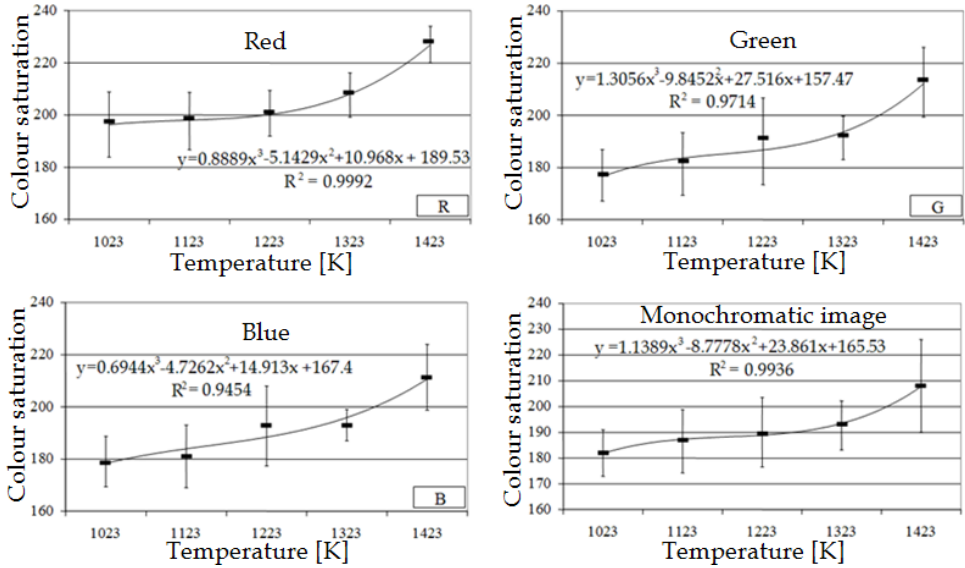 Red
Colour saturation
240
220
200
180
160
y=0.8889x³-5.1429x²+10.968x + 189.53
R² = 0.9992
R
1023 1123 1223 1323 1423
Temperature [K]
Green
Colour saturation
240
220
200
180
160
y=1.3056x³-9.8452x²+27.516x+157.47
R² = 0.9714
G
1023 1123 1223 1323 1423
Temperature [K]
Blue
Colour saturation
240
220
200
180
160
y=0.6944x³-4.7262x²+14.913x +167.4
R² = 0.9454
B
1023 1123 1223 1323 1423
Temperature [K]
Monochromatic image
Colour saturation
240
230
220
210
200
190
180
170
160
y =1.1389x³-8.7778x²+23.861x+165.53
R² = 0.9936
1023 1123 1223 1323 1423
Temperature [K]